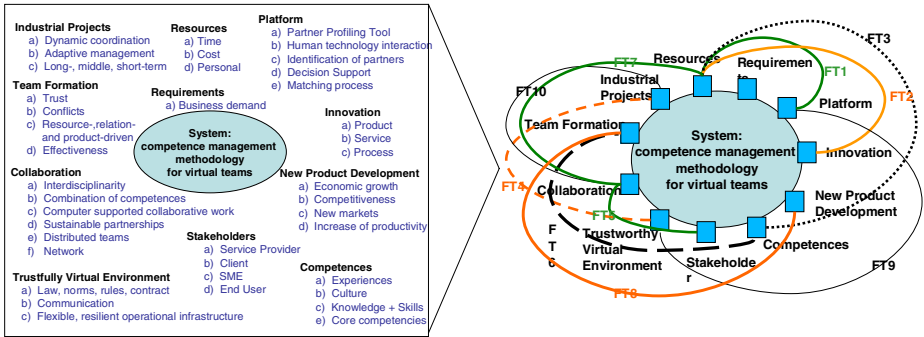 Industrial Projects
a) Dynamic coordination
b) Adaptive management
c) Long-, middle, short-term
Resources
a) Time
b) Cost
d) Personal
Platform
a) Partner Profiling Tool
b) Human technology interaction
c) Identification of partners
d) Decision Support
e) Matching process
Team Formation
a) Trust
b) Conflicts
c) Resource-,relation-
and product-driven
d) Effectiveness
Requirements
a) Business demand
Innovation
a) Product
b) Service
c) Process
System:
competence management
methodology
for virtual teams
Collaboration
a) Interdisciplinarity
b) Combination of competences
c) Computer supported collaborative work
d) Sustainable partnerships
e) Distributed teams
f) Network
New Product Development
a) Economic growth
b) Competitiveness
c) New markets
d) Increase of productivity
Stakeholders
a) Service Provider
b) Client
c) SME
d) End User
Trustfully Virtual Environment
a) Law, norms, rules, contract
b) Communication
c) Flexible, resilient operational infrastructure
Competences
a) Experiences
b) Culture
c) Knowledge + Skills
e) Core competencies
FT3
FT7
Resources
Requiremen
ts
FT1
FT10
Industrial
Projects
Platform
FT2
Team Formation
System:
competence management
methodology
for virtual teams
Innovation
FT4
Collaboration
New Product
Development
FT5
F
T
6
Trustworthy
Virtual
Environment
Stakeholde
r
Competences
FT9
FT8